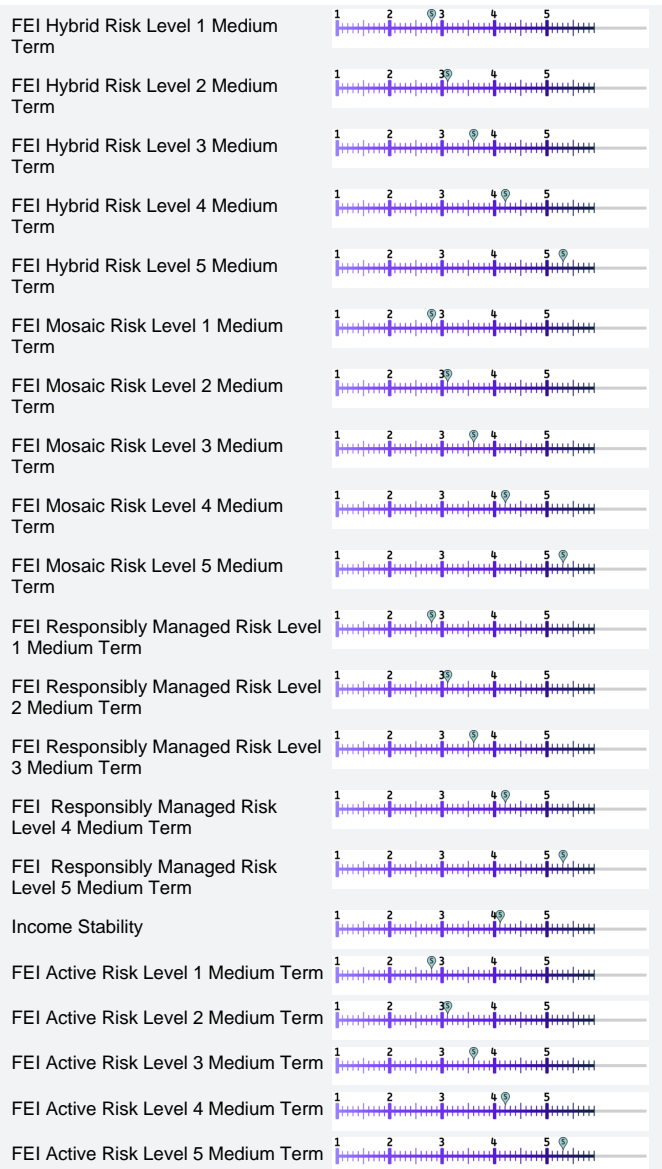 FEI Hybrid Risk Level 1 Medium
Term
1 2 S 3 4 5
FEI Hybrid Risk Level 2 Medium
Term
1 2 3 S 4 5
FEI Hybrid Risk Level 3 Medium
Term
1 2 3 S 4 5
FEI Hybrid Risk Level 4 Medium
Term
1 2 3 4 S 5
FEI Hybrid Risk Level 5 Medium
Term
1 2 3 4 5 S
FEI Mosaic Risk Level 1 Medium
Term
1 2 S 3 4 5
FEI Mosaic Risk Level 2 Medium
Term
1 2 3 S 4 5
FEI Mosaic Risk Level 3 Medium
Term
1 2 3 S 4 5
FEI Mosaic Risk Level 4 Medium
Term
1 2 3 4 S 5
FEI Mosaic Risk Level 5 Medium
Term
1 2 3 4 5 S
FEI Responsibly Managed Risk Level
1 Medium Term
1 2 S 3 4 5
FEI Responsibly Managed Risk Level
2 Medium Term
1 2 3 S 4 5
FEI Responsibly Managed Risk Level
3 Medium Term
1 2 3 S 4 5
FEI Responsibly Managed Risk
Level 4 Medium Term
1 2 3 4 S 5
FEI Responsibly Managed Risk
Level 5 Medium Term
1 2 3 4 5 S
Income Stability
1 2 3 4 S 5
FEI Active Risk Level 1 Medium Term
1 2 S 3 4 5
FEI Active Risk Level 2 Medium Term
1 2 3 S 4 5
FEI Active Risk Level 3 Medium Term
1 2 3 S 4 5
FEI Active Risk Level 4 Medium Term
1 2 3 4 S 5
FEI Active Risk Level 5 Medium Term
1 2 3 4 5 S